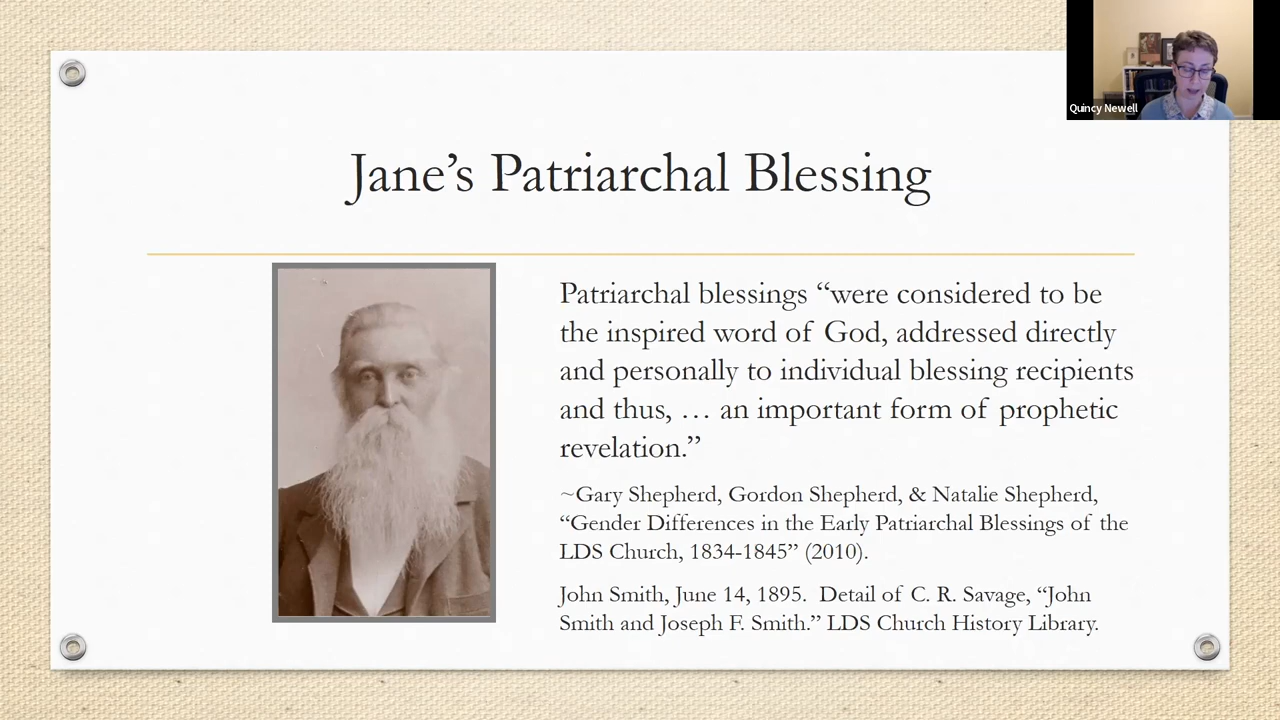 Quincy Newell
Jane’s Patriarchal Blessing
Patriarchal blessings “were considered to be
the inspired word of God, addressed directly
and personally to individual blessing recipients
and thus, … an important form of prophetic
revelation.”
~Gary Shepherd, Gordon Shepherd, & Natalie Shepherd,
“Gender Differences in the Early Patriarchal Blessings of the
LDS Church, 1834-1845” (2010).
John Smith, June 14, 1895. Detail of C. R. Savage, “John
Smith and Joseph F. Smith.” LDS Church History Library.